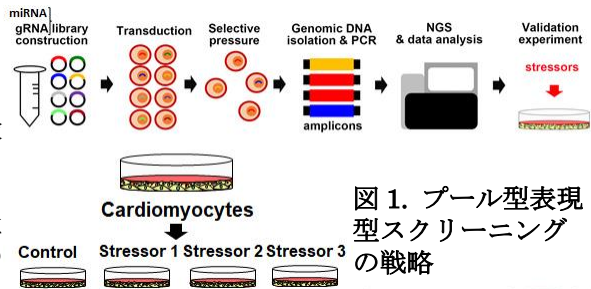 miRNA
gRNA library
construction
Transduction
Selective
pressure
Genomic DNA
isolation & PCR
amplicons
NGS
& data analysis
Validation
experiment
stressors
Cardiomyocytes
Control
Stressor 1
Stressor 2
Stressor 3
図 1. プール型表現
型スクリーニング
の戦略